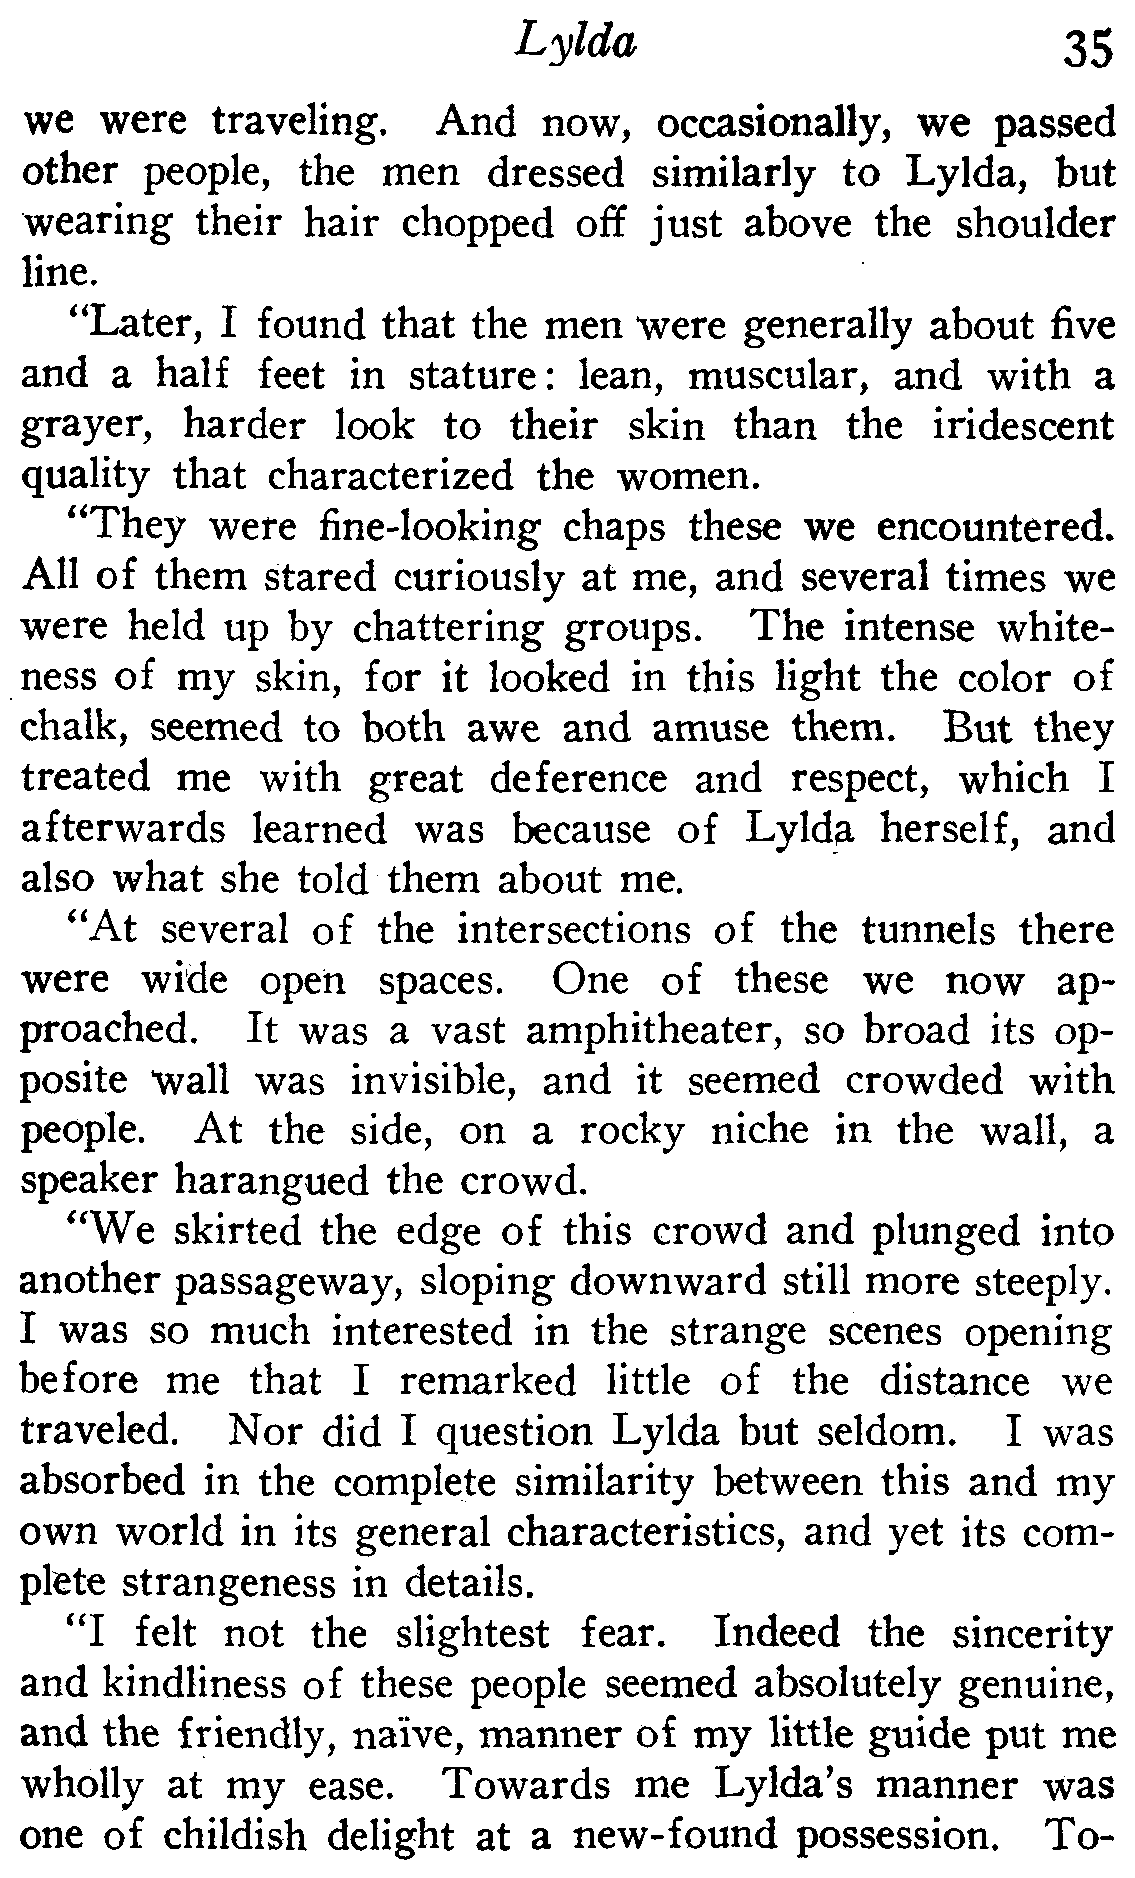 Lylda 35
we were traveling. And now, occasionally, we passed
other people, the men dressed similarly to Lylda, but
wearing their hair chopped off just above the shoulder
line.
“Later, I found that the men were generally about five
and a half feet in stature: lean, muscular, and with a
grayer, harder look to their skin than the iridescent
quality that characterized the women.
“They were fine-looking chaps these we encountered.
All of them stared curiously at me, and several times we
were held up by chattering groups. The intense white-
ness of my skin, for it looked in this light the color of
chalk, seemed to both awe and amuse them. But they
treated me with great deference and respect, which I
afterwards learned was because of Lylda herself, and
also what she told them about me.
“At several of the intersections of the tunnels there
were wide open spaces. One of these we now ap-
proached. It was a vast amphitheater, so broad its op-
posite wall was invisible, and it seemed crowded with
people. At the side, on a rocky niche in the wall, a
speaker harangued the crowd.
“We skirted the edge of this crowd and plunged into
another passageway, sloping downward still more steeply.
I was so much interested in the strange scenes opening
before me that I remarked little of the distance we
traveled. Nor did I question Lylda but seldom. I was
absorbed in the complete similarity between this and my
own world in its general characteristics, and yet its com-
plete strangeness in details.
“I felt not the slightest fear. Indeed the sincerity
and kindliness of these people seemed absolutely genuine,
and the friendly, naïve, manner of my little guide put me
wholly at my ease. Towards me Lylda’s manner was
one of childish delight at a new-found possession. To-